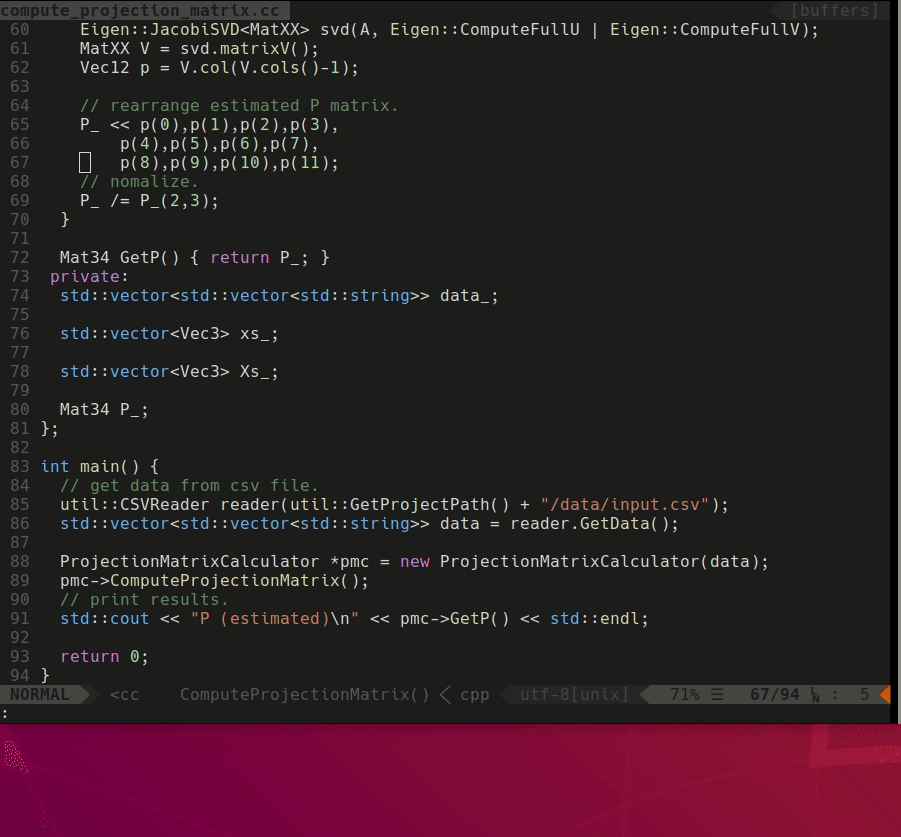 compute_projection_matrix.cc [buffers]
60 Eigen::JacobiSVD<MatXX> svd(A, Eigen::ComputeFullU | Eigen::ComputeFullV);
61 MatXX V = svd.matrixV();
62 Vec12 p = V.col(V.cols()-1);
63
64 // rearrange estimated P matrix.
65 P_ << p(0),p(1),p(2),p(3),
66 p(4),p(5),p(6),p(7),
67 p(8),p(9),p(10),p(11);
68 // nomalize.
69 P_ /= P_(2,3);
70 }
71
72 Mat34 GetP() { return P_; }
73 private:
74 std::vector<std::vector<std::string>> data_;
75
76 std::vector<Vec3> xs_;
77
78 std::vector<Vec3> Xs_;
79
80 Mat34 P_;
81 };
82
83 int main() {
84 // get data from csv file.
85 util::CSVReader reader(util::GetProjectPath() + "/data/input.csv");
86 std::vector<std::vector<std::string>> data = reader.GetData();
87
88 ProjectionMatrixCalculator *pmc = new ProjectionMatrixCalculator(data);
89 pmc->ComputeProjectionMatrix();
90 // print results.
91 std::cout << "P (estimated)\n" << pmc->GetP() << std::endl;
92
93 return 0;
94 }
NORMAL <cc ComputeProjectionMatrix() cpp utf-8[unix] 71% ☰ 67/94 ㏑ : 5
: